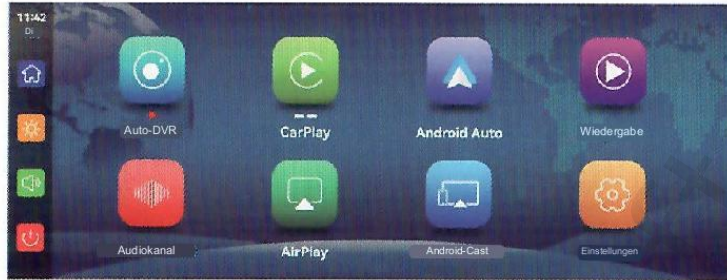 11:42
Di
Auto-DVR
CarPlay
Android Auto
Wiedergabe
Audiokanal
AirPlay
Android-Cast
Einstellungen